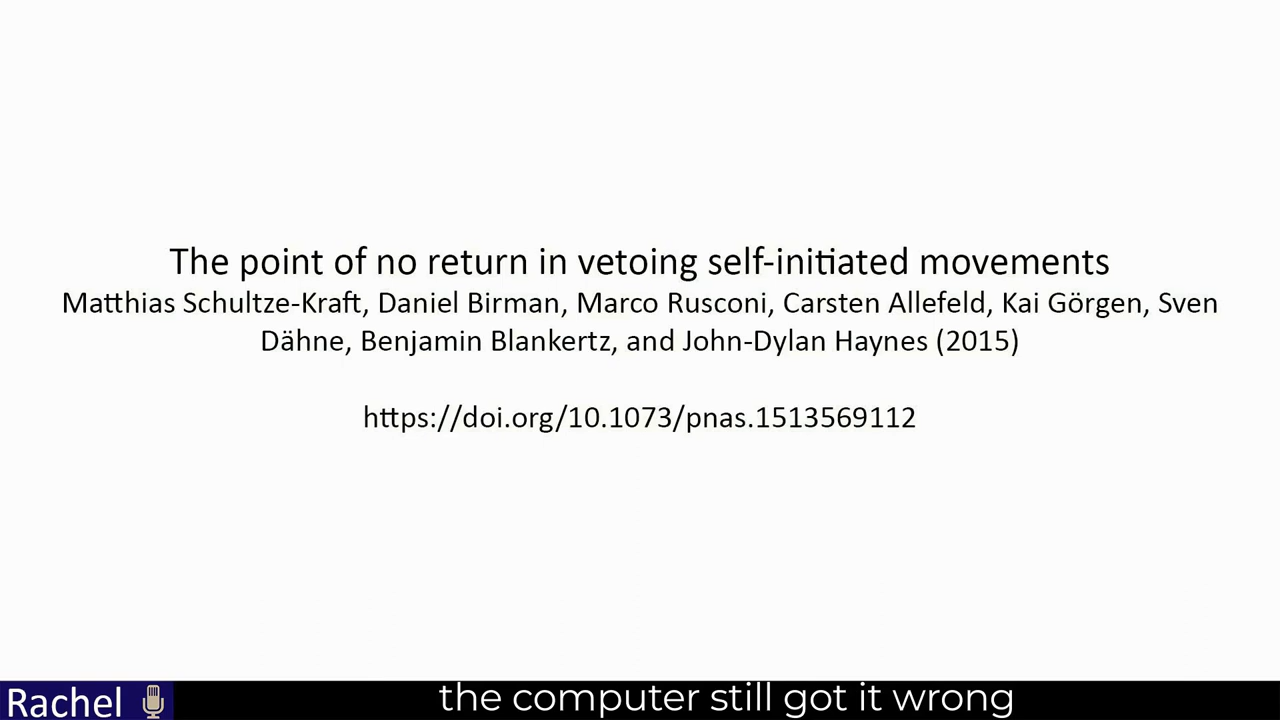 The point of no return in vetoing self-initiated movements
Matthias Schultze-Kraft, Daniel Birman, Marco Rusconi, Carsten Allefeld, Kai Görgen, Sven
Dähne, Benjamin Blankertz, and John-Dylan Haynes (2015)
https://doi.org/10.1073/pnas.1513569112
Rachel
the computer still got it wrong